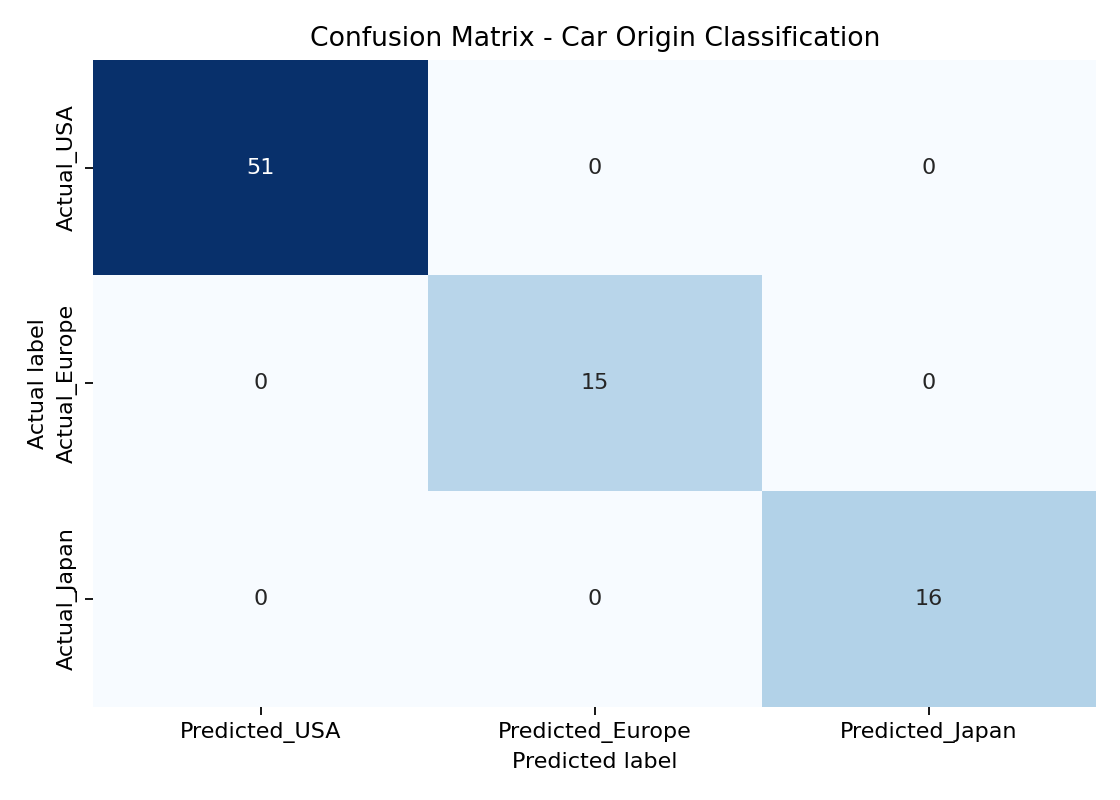 Confusion Matrix - Car Origin Classification
Actual label
Actual_USA
51
0
0
Actual_Europe
0
15
0
Actual_Japan
0
0
16
Predicted_USA
Predicted_Europe
Predicted_Japan
Predicted label